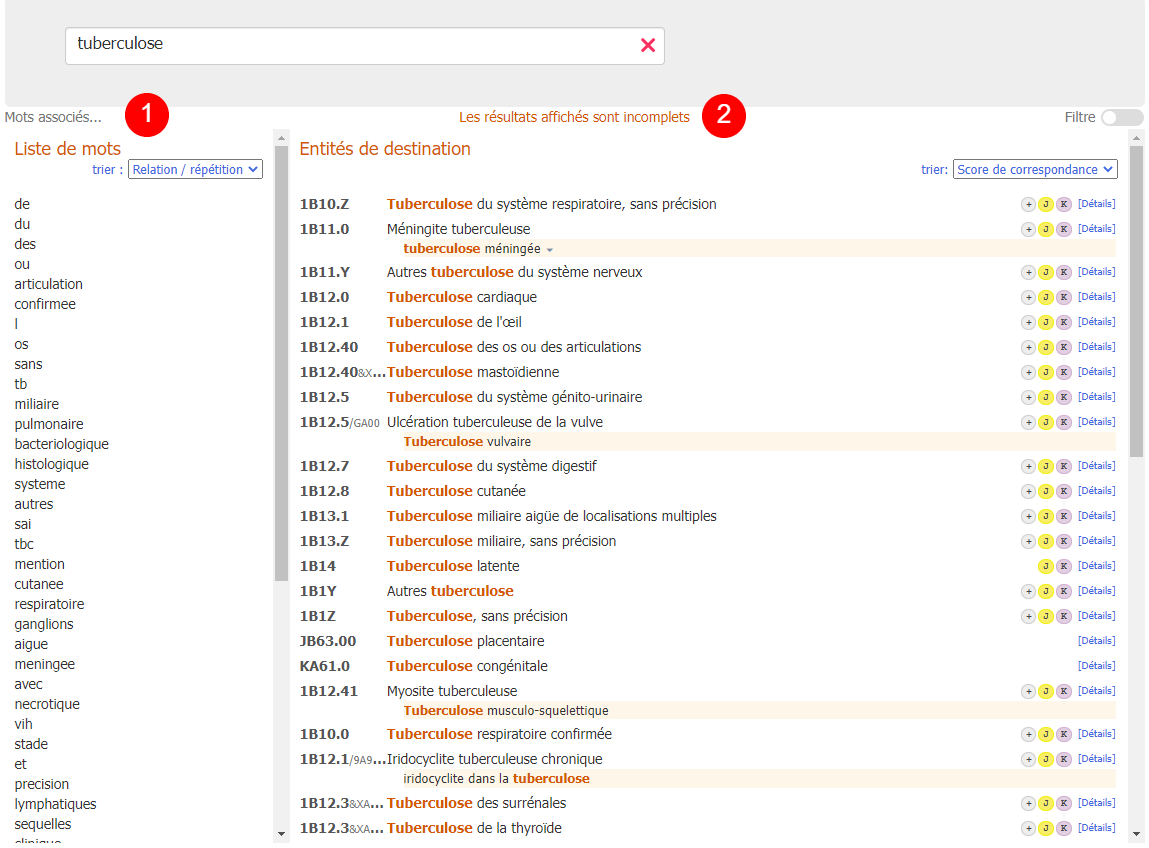 tuberculose
Mots associés...
1
Les résultats affichés sont incomplets
2
Filtre
Liste de mots
trier : Relation / répétition
de
du
des
ou
articulation
confirmee
l
os
sans
tb
miliaire
pulmonaire
bacteriologique
histologique
systeme
autres
sai
tbc
mention
cutanee
respiratoire
ganglions
aigue
meningee
avec
necrotique
vih
stade
et
precision
lymphatiques
sequelles
clinique
Entités de destination
trier: Score de correspondance
1B10.Z Tuberculose du système respiratoire, sans précision + J K [Détails]
1B11.0 Méningite tuberculeuse + J K [Détails]
tuberculose méningée
1B11.Y Autres tuberculose du système nerveux + J K [Détails]
1B12.0 Tuberculose cardiaque + J K [Détails]
1B12.1 Tuberculose de l'œil + J K [Détails]
1B12.40 Tuberculose des os ou des articulations + J K [Détails]
1B12.40&X... Tuberculose mastoïdienne + J K [Détails]
1B12.5 Tuberculose du système génito-urinaire + J K [Détails]
1B12.5/GA00 Ulcération tuberculeuse de la vulve + J K [Détails]
Tuberculose vulvaire
1B12.7 Tuberculose du système digestif + J K [Détails]
1B12.8 Tuberculose cutanée + J K [Détails]
1B13.1 Tuberculose miliaire aigüe de localisations multiples + J K [Détails]
1B13.Z Tuberculose miliaire, sans précision + J K [Détails]
1B14 Tuberculose latente J K [Détails]
1B1Y Autres tuberculose + J K [Détails]
1B1Z Tuberculose, sans précision + J K [Détails]
JB63.00 Tuberculose placentaire [Détails]
KA61.0 Tuberculose congénitale [Détails]
1B12.41 Myosite tuberculeuse + J K [Détails]
Tuberculose musculo-squelettique
1B10.0 Tuberculose respiratoire confirmée + J K [Détails]
1B12.1/9A9... Iridocyclite tuberculeuse chronique + J K [Détails]
iridocyclite dans la tuberculose
1B12.3&XA... Tuberculose des surrénales + J K [Détails]
1B12.3&XA... Tuberculose de la thyroïde + J K [Détails]